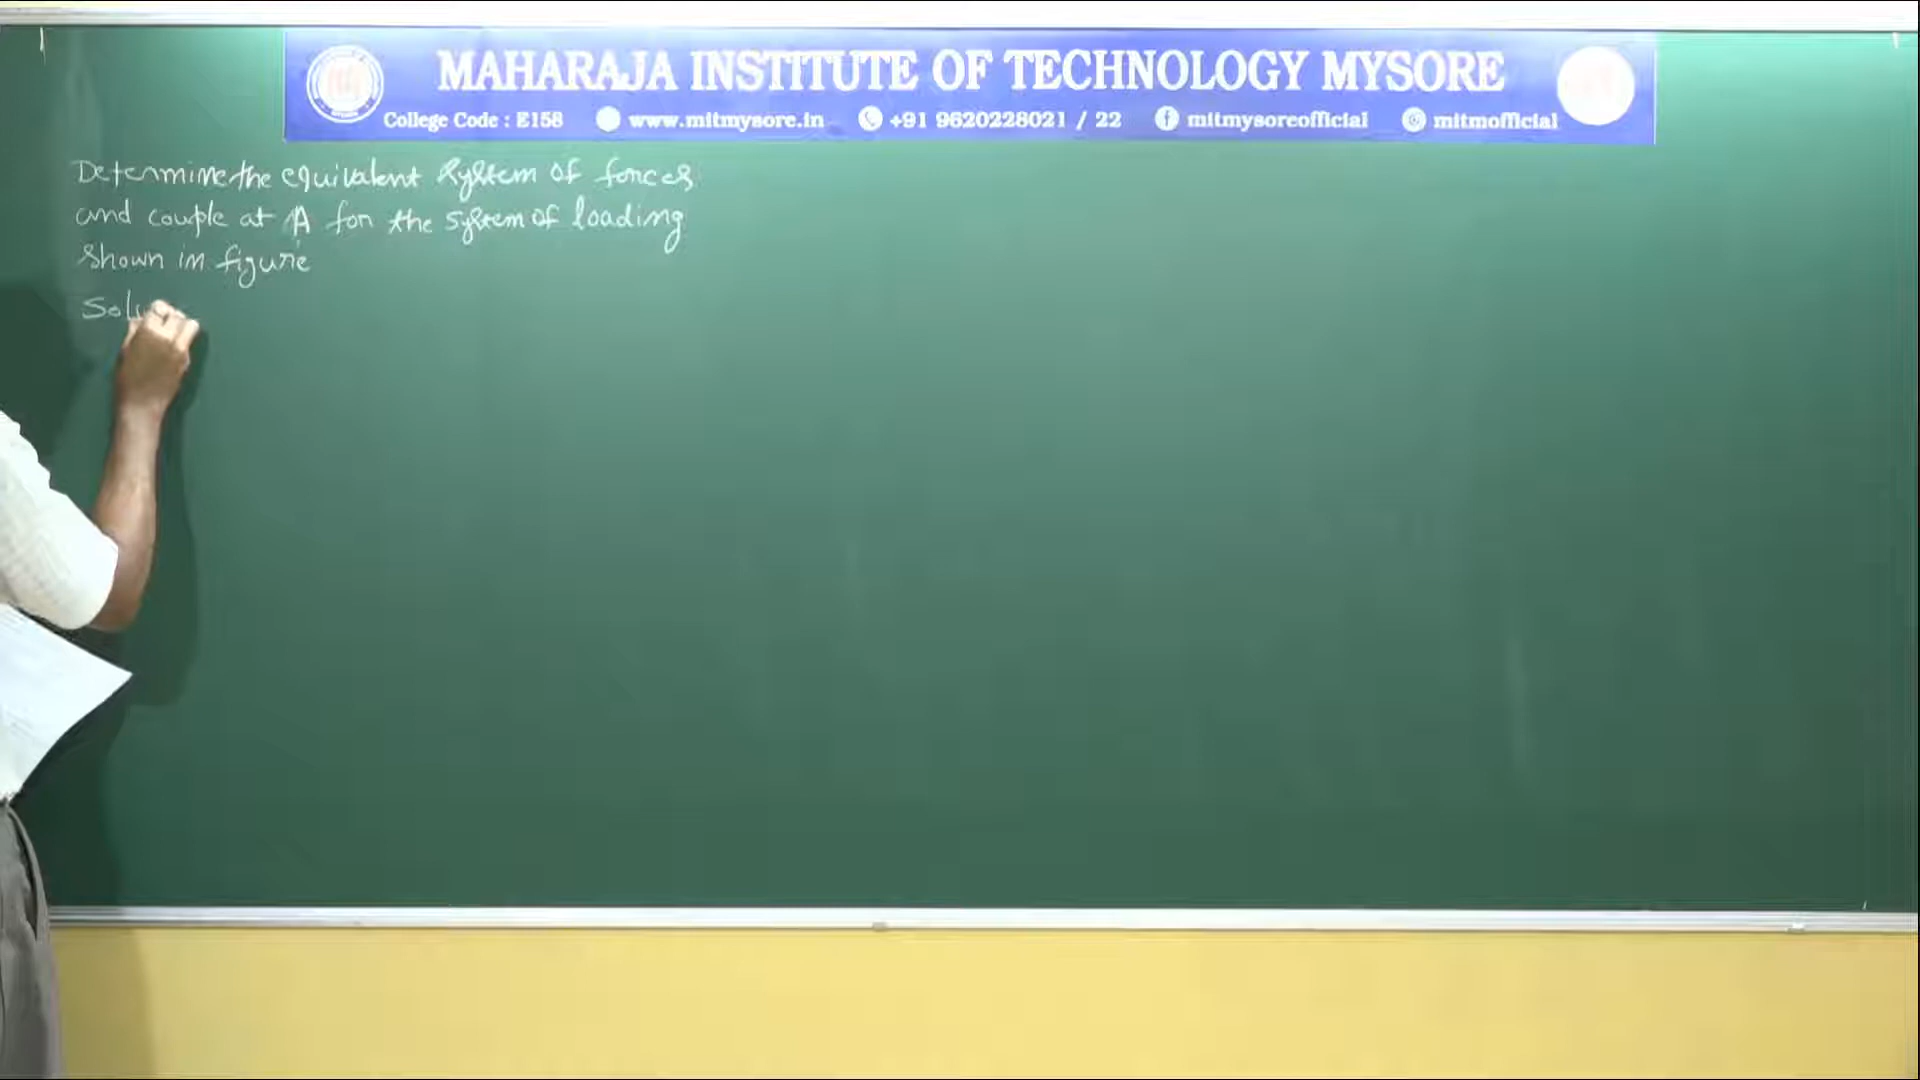 MAHARAJA INSTITUTE OF TECHNOLOGY MYSORE
College Code : E158 www.mitmysore.in +91 9620228021 / 22 mitmysoreofficial mitmofficial
Determine the equivalent System of forces
and couple at A for the system of loading
Shown in figure
Solu